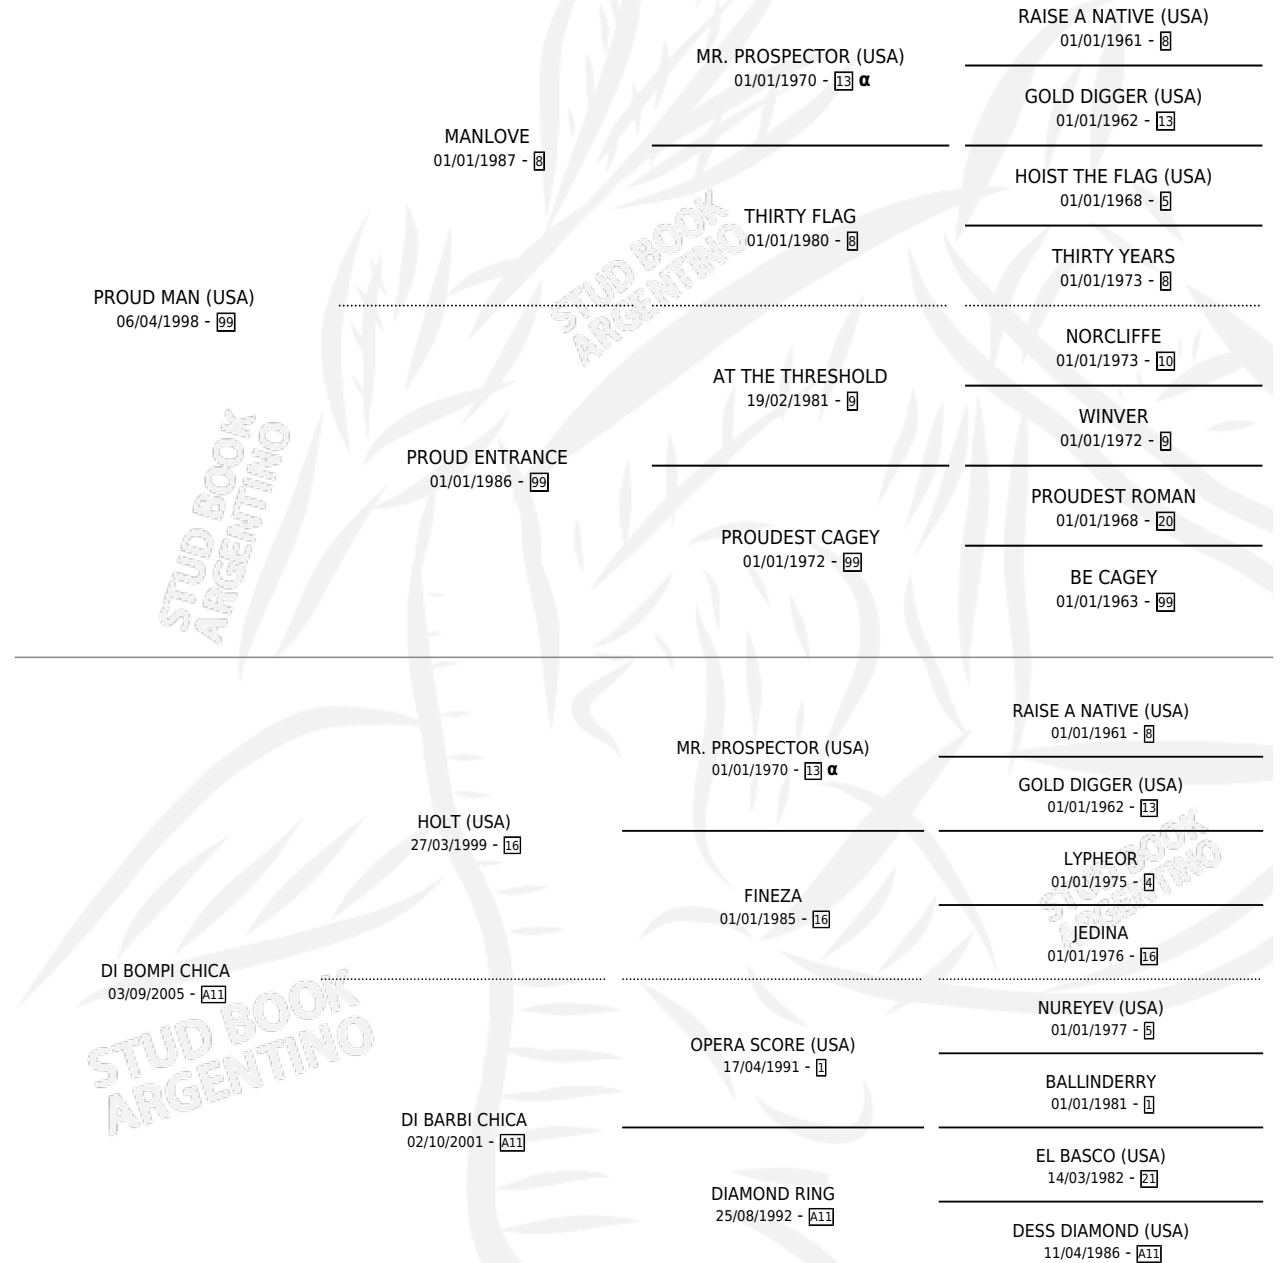 RAISE A NATIVE (USA)
01/01/1961 - 8
MR. PROSPECTOR (USA)
01/01/1970 - 13 α
GOLD DIGGER (USA)
01/01/1962 - 13
MANLOVE
01/01/1987 - 8
HOIST THE FLAG (USA)
01/01/1968 - 5
THIRTY FLAG
01/01/1980 - 8
THIRTY YEARS
01/01/1973 - 8
PROUD MAN (USA)
06/04/1998 - 99
NORCLIFFE
01/01/1973 - 10
AT THE THRESHOLD
19/02/1981 - 9
WINVER
01/01/1972 - 9
PROUD ENTRANCE
01/01/1986 - 99
PROUDEST ROMAN
01/01/1968 - 20
PROUDEST CAGEY
01/01/1972 - 99
BE CAGEY
01/01/1963 - 99
RAISE A NATIVE (USA)
01/01/1961 - 8
MR. PROSPECTOR (USA)
01/01/1970 - 13 α
GOLD DIGGER (USA)
01/01/1962 - 13
HOLT (USA)
27/03/1999 - 16
LYPHEOR
01/01/1975 - 4
FINEZA
01/01/1985 - 16
JEDINA
01/01/1976 - 16
DI BOMPI CHICA
03/09/2005 - A11
NUREYEV (USA)
01/01/1977 - 5
OPERA SCORE (USA)
17/04/1991 - 1
BALLINDERRY
01/01/1981 - 1
DI BARBI CHICA
02/10/2001 - A11
EL BASCO (USA)
14/03/1982 - 21
DIAMOND RING
25/08/1992 - A11
DESS DIAMOND (USA)
11/04/1986 - A11
STUD BOOK
ARGENTINO
STUD BOOK
ARGENTINO
STUD BOOK
ARGENTINO
STUD BOOK
ARGENTINO